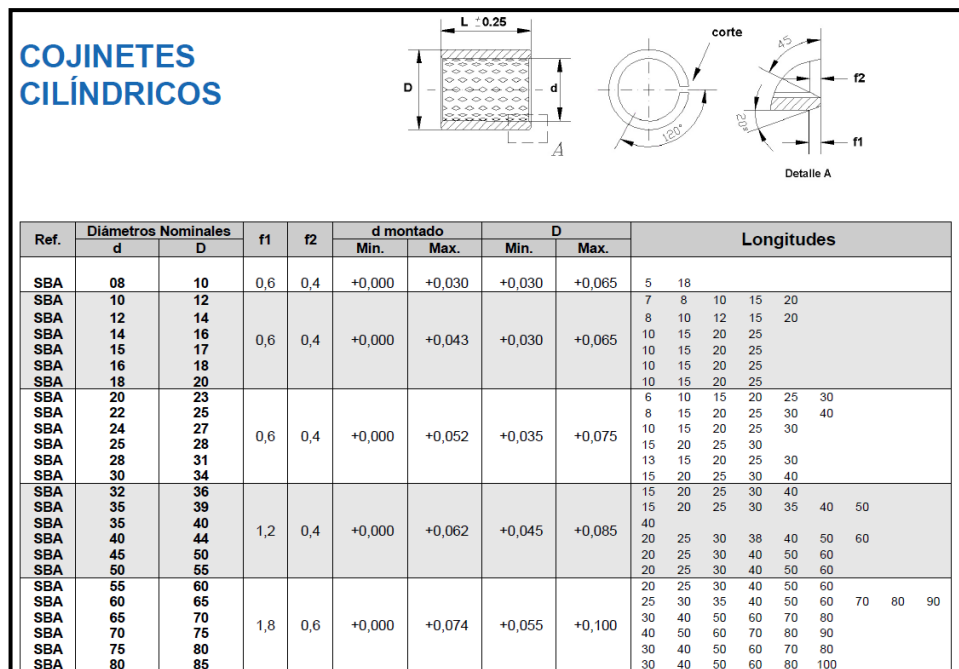 COJINETES
CILÍNDRICOS
L ±0.25
D
d
A
corte
120°
45
f2
20°
f1
Detalle A
Ref. Diámetros Nominales f1 f2 d montado D Longitudes
d D Min. Max. Min. Max.
SBA 08 10 0,6 0,4 +0,000 +0,030 +0,030 +0,065 5 18
SBA 10 12 7 8 10 15 20
SBA 12 14 8 10 12 15 20
SBA 14 16 10 15 20 25
0,6 0,4 +0,000 +0,043 +0,030 +0,065
SBA 15 17 10 15 20 25
SBA 16 18 10 15 20 25
SBA 18 20 10 15 20 25
SBA 20 23 6 10 15 20 25 30
SBA 22 25 8 15 20 25 30 40
SBA 24 27 10 15 20 25 30
0,6 0,4 +0,000 +0,052 +0,035 +0,075
SBA 25 28 15 20 25 30
SBA 28 31 13 15 20 25 30
SBA 30 34 15 20 25 30 40
SBA 32 36 15 20 25 30 40
SBA 35 39 15 20 25 30 35 40 50
SBA 35 40 40
1,2 0,4 +0,000 +0,062 +0,045 +0,085
SBA 40 44 20 25 30 38 40 50 60
SBA 45 50 20 25 30 40 50 60
SBA 50 55 20 25 30 40 50 60
SBA 55 60 20 25 30 40 50 60
SBA 60 65 25 30 35 40 50 60 70 80 90
SBA 65 70 30 40 50 60 70 80
1,8 0,6 +0,000 +0,074 +0,055 +0,100
SBA 70 75 40 50 60 70 80 90
SBA 75 80 30 40 50 60 70 80
SBA 80 85 30 40 50 60 80 100